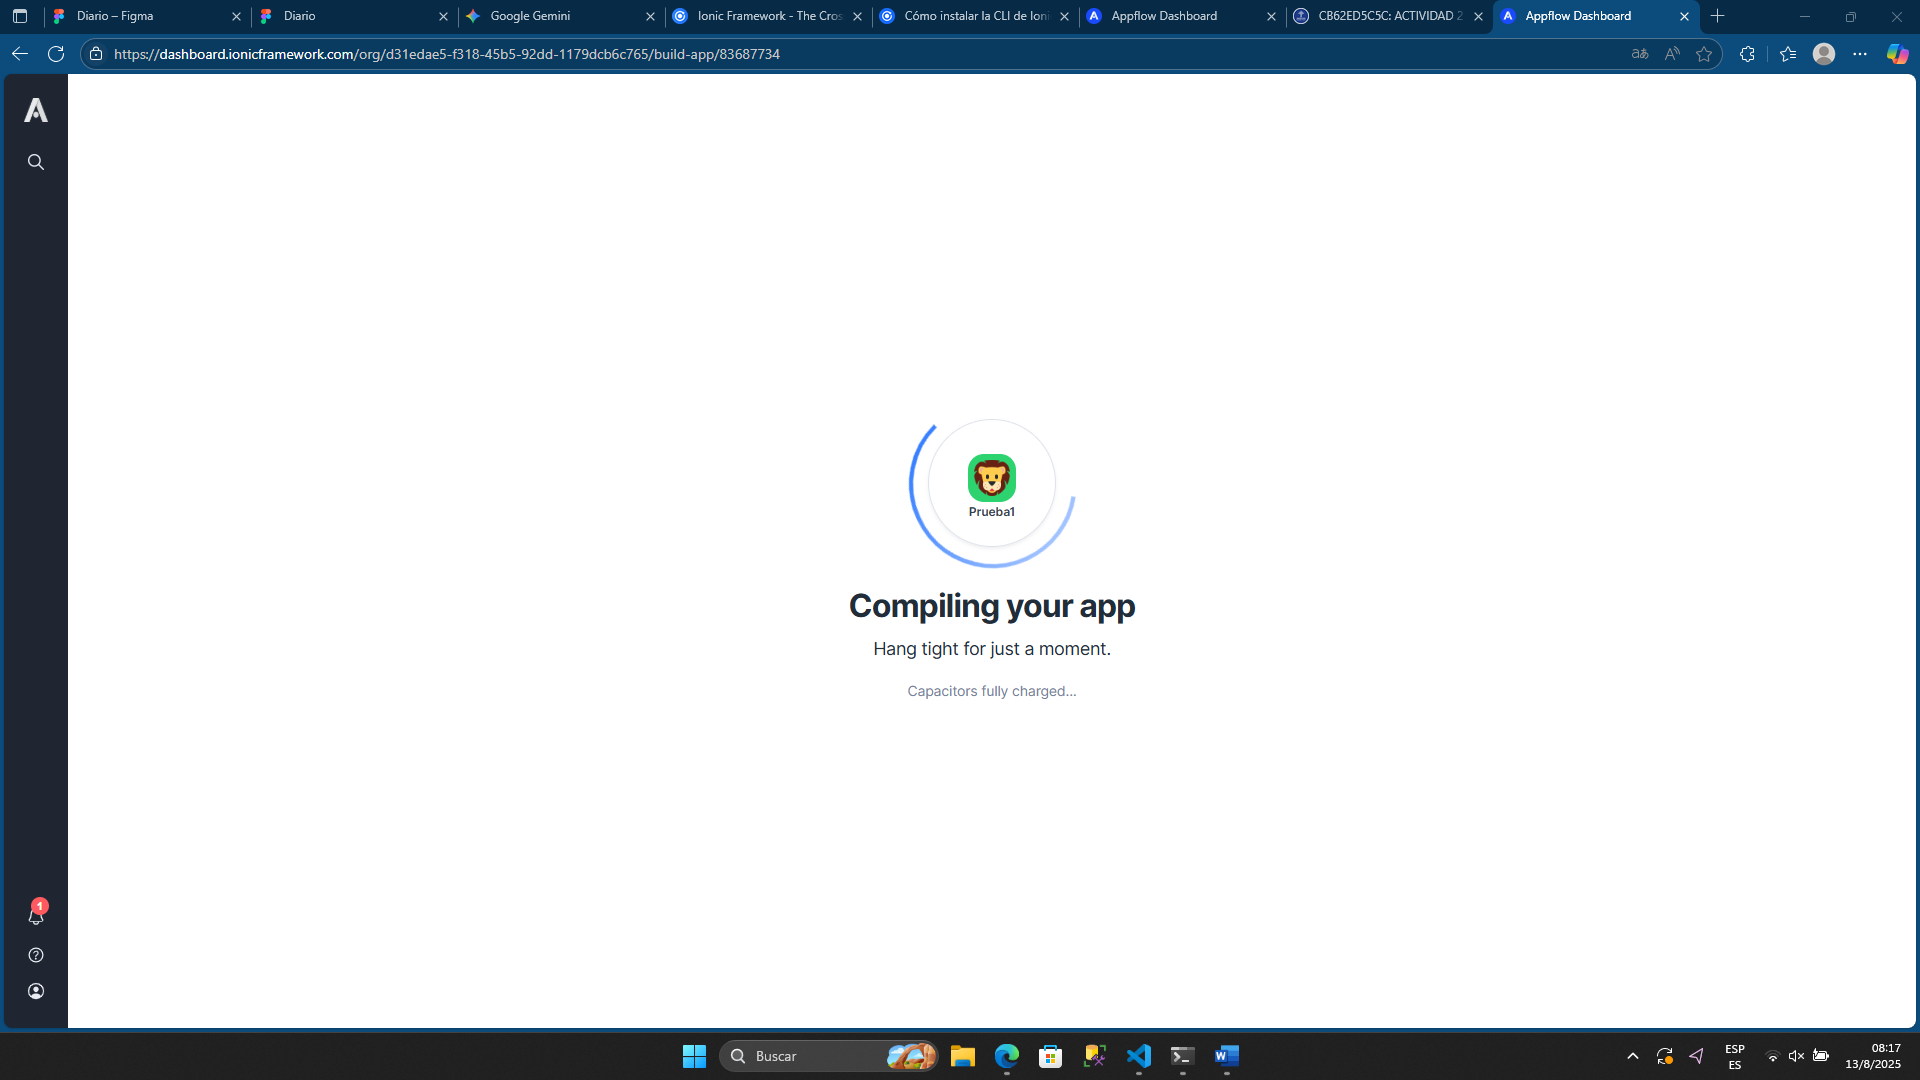 Diario – Figma
Diario
Google Gemini
Ionic Framework - The Cros
Cómo instalar la CLI de Ioni
Appflow Dashboard
CB62ED5C5C: ACTIVIDAD 2
Appflow Dashboard
https://dashboard.ionicframework.com/org/d31edae5-f318-45b5-92dd-1179dcb6c765/build-app/83687734
Prueba1
Compiling your app
Hang tight for just a moment.
Capacitors fully charged...
1
Buscar
ESP
ES
08:17
13/8/2025